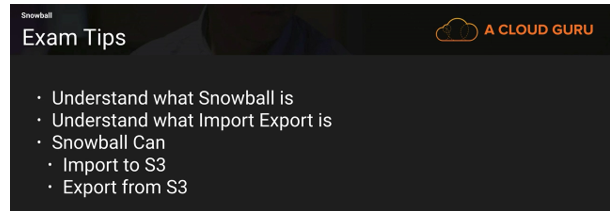 Snowball
Exam Tips
A CLOUD GURU
• Understand what Snowball is
• Understand what Import Export is
• Snowball Can
• Import to S3
• Export from S3